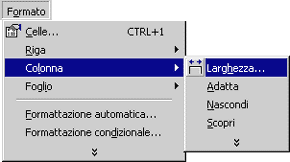 Formato
Celle... CTRL+1
Riga
Colonna
Foglio
Formattazione automatica...
Formattazione condizionale...
Larghezza...
Adatta
Nascondi
Scopri